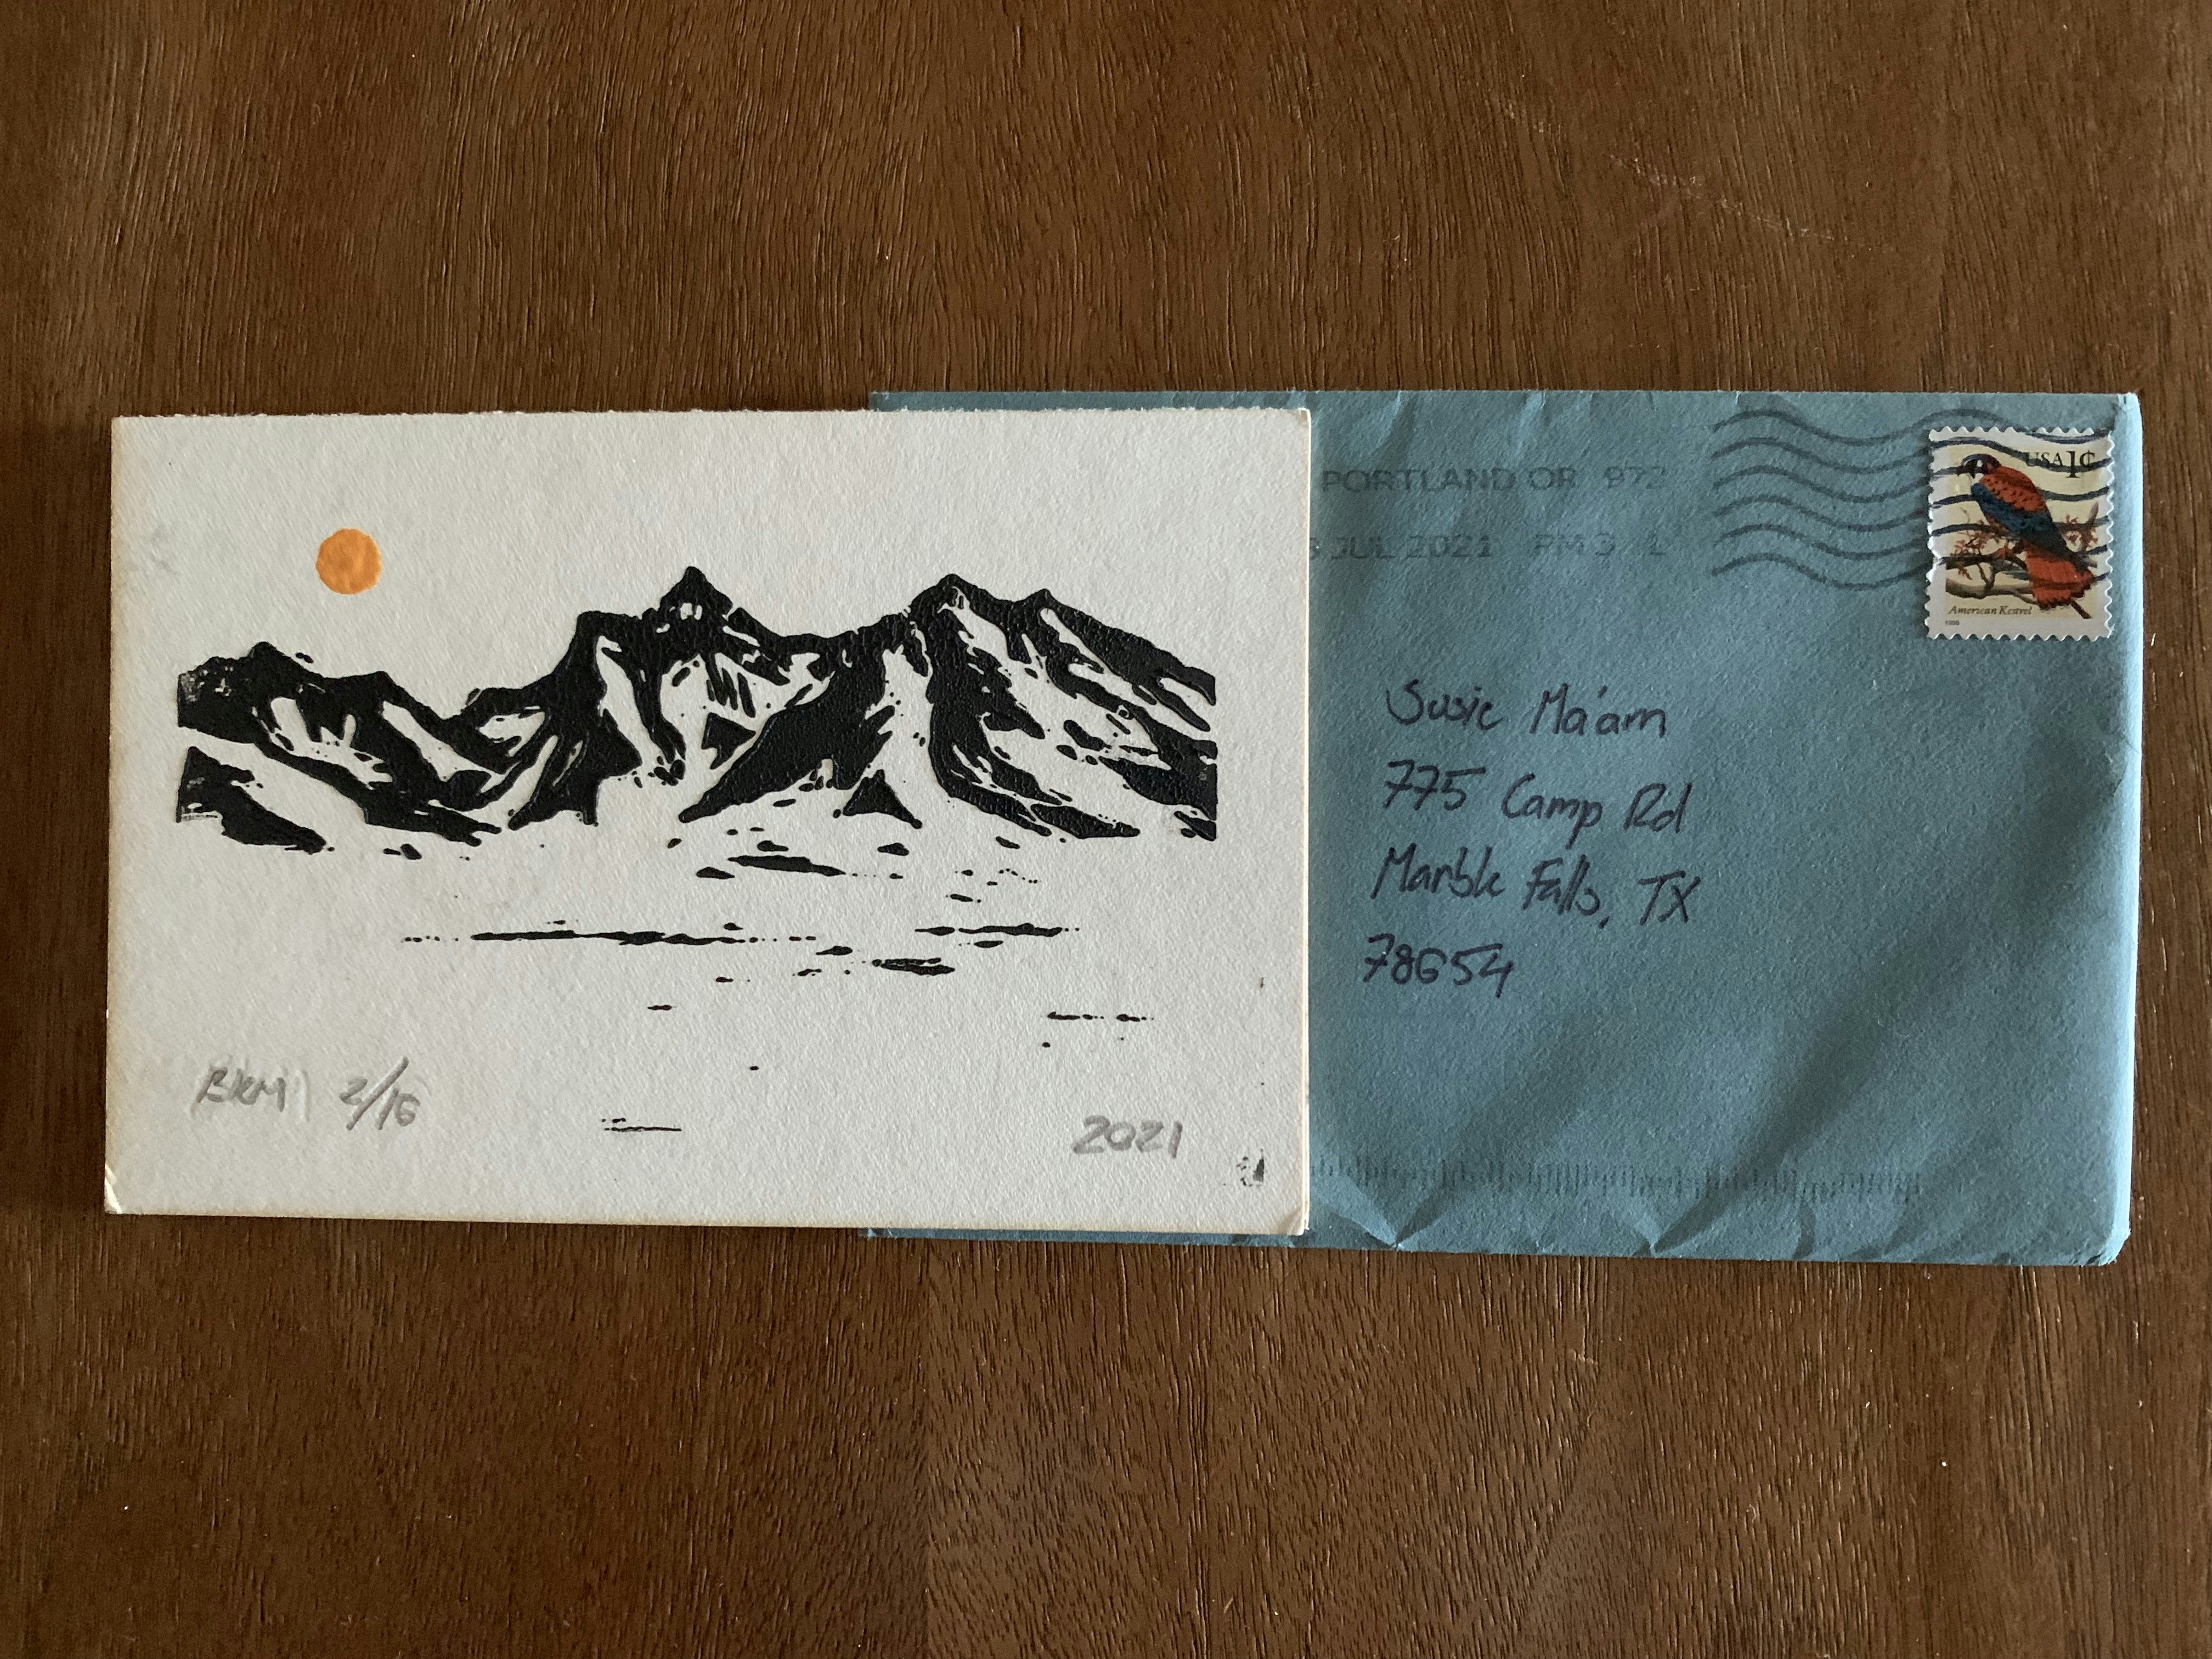 BKM 2/16
2021
PORTLAND OR 972
JUL 2021 PM 3 L
USA 1¢
American Kestrel
1999
Susie Ma'am
775 Camp Rd
Marble Falls, TX
78654